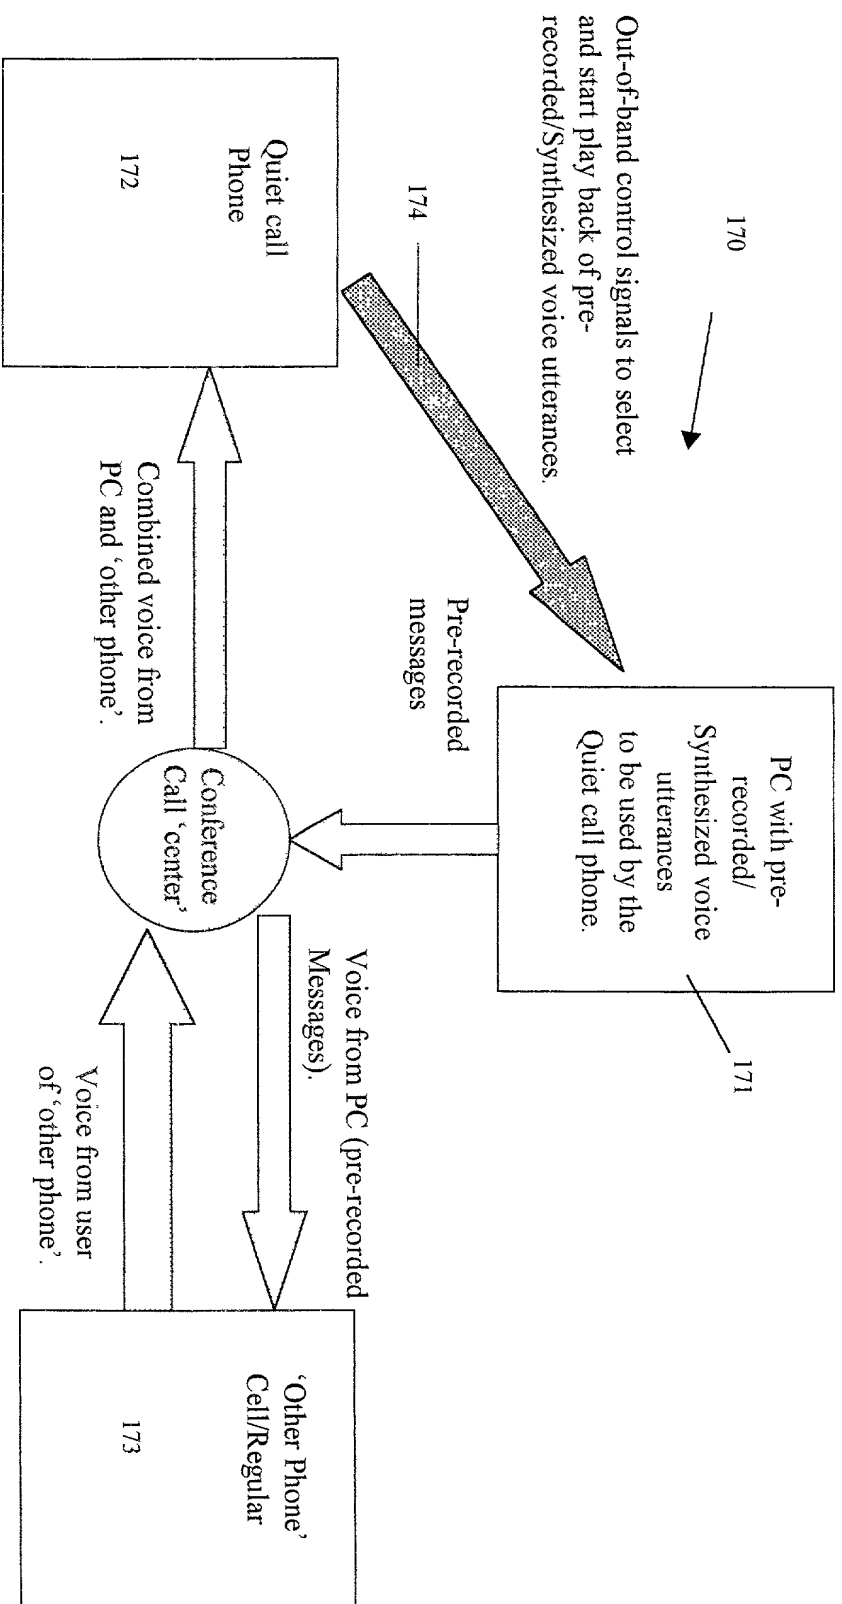 170
Out-of-band control signals to select
and start play back of pre-
recorded/Synthesized voice utterances.
174
PC with pre-
recorded/
Synthesized voice
utterances
to be used by the
Quiet call phone.
171
Pre-recorded
messages
Quiet call
Phone
172
Combined voice from
PC and ‘other phone’.
Conference
Call ‘center’
Voice from PC (pre-recorded
Messages).
Voice from user
of ‘other phone’.
‘Other Phone’
Cell/Regular
173